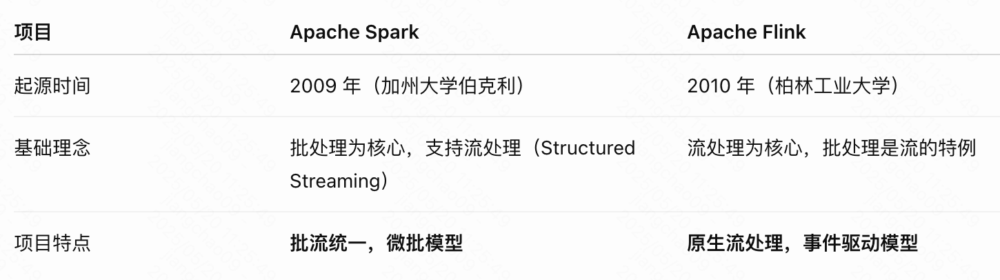 项目 Apache Spark Apache Flink
起源时间 2009 年（加州大学伯克利） 2010 年（柏林工业大学）
基础理念 批处理为核心，支持流处理（Structured 流处理为核心，批处理是流的特例
Streaming）
项目特点 批流统一，微批模型 原生流处理，事件驱动模型